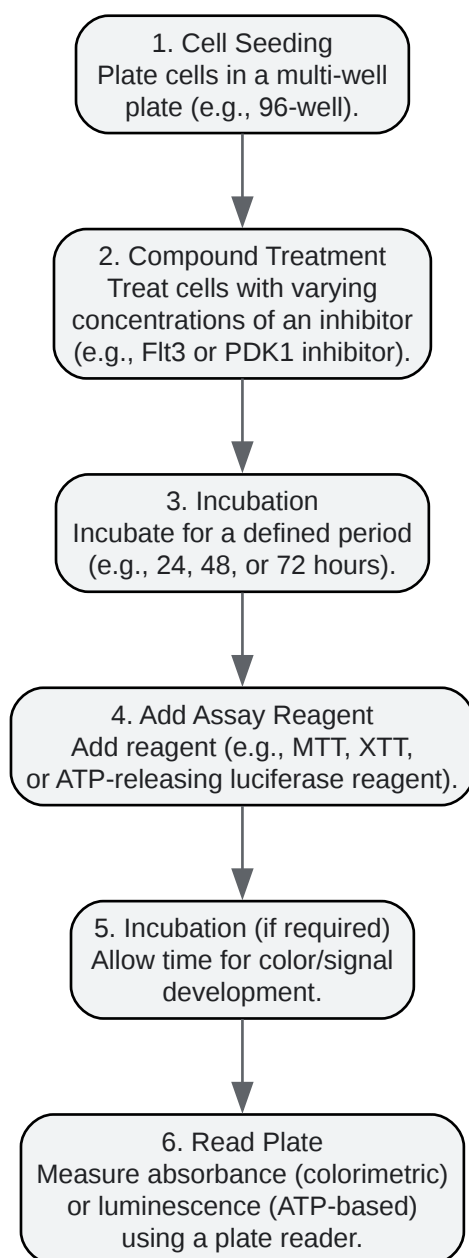 1. Cell Seeding
Plate cells in a multi-well
plate (e.g., 96-well).
2. Compound Treatment
Treat cells with varying
concentrations of an inhibitor
(e.g., Flt3 or PDK1 inhibitor).
3. Incubation
Incubate for a defined period
(e.g., 24, 48, or 72 hours).
4. Add Assay Reagent
Add reagent (e.g., MTT, XTT,
or ATP-releasing luciferase reagent).
5. Incubation (if required)
Allow time for color/signal
development.
6. Read Plate
Measure absorbance (colorimetric)
or luminescence (ATP-based)
using a plate reader.